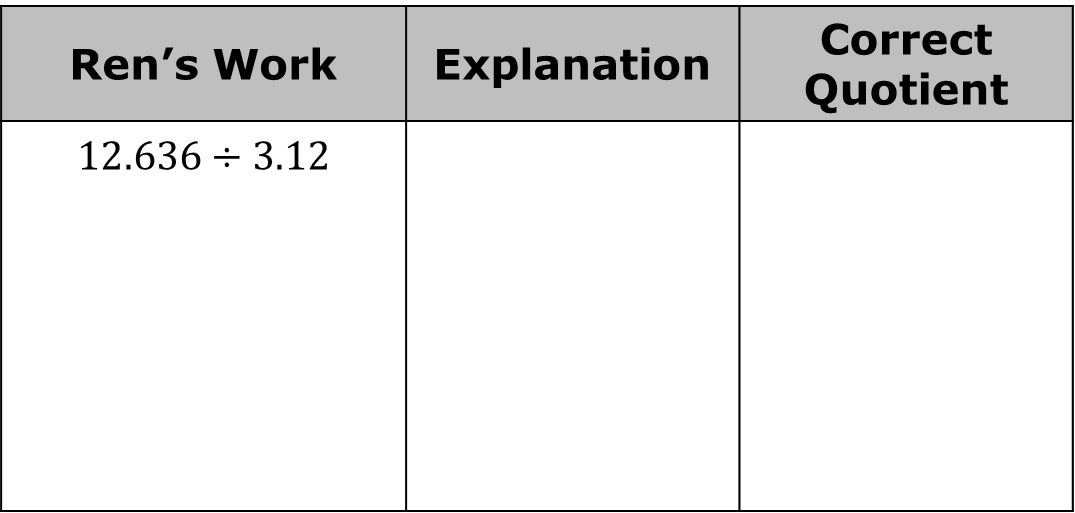 Ren’s Work
Explanation
Correct
Quotient
12.636 ÷ 3.12